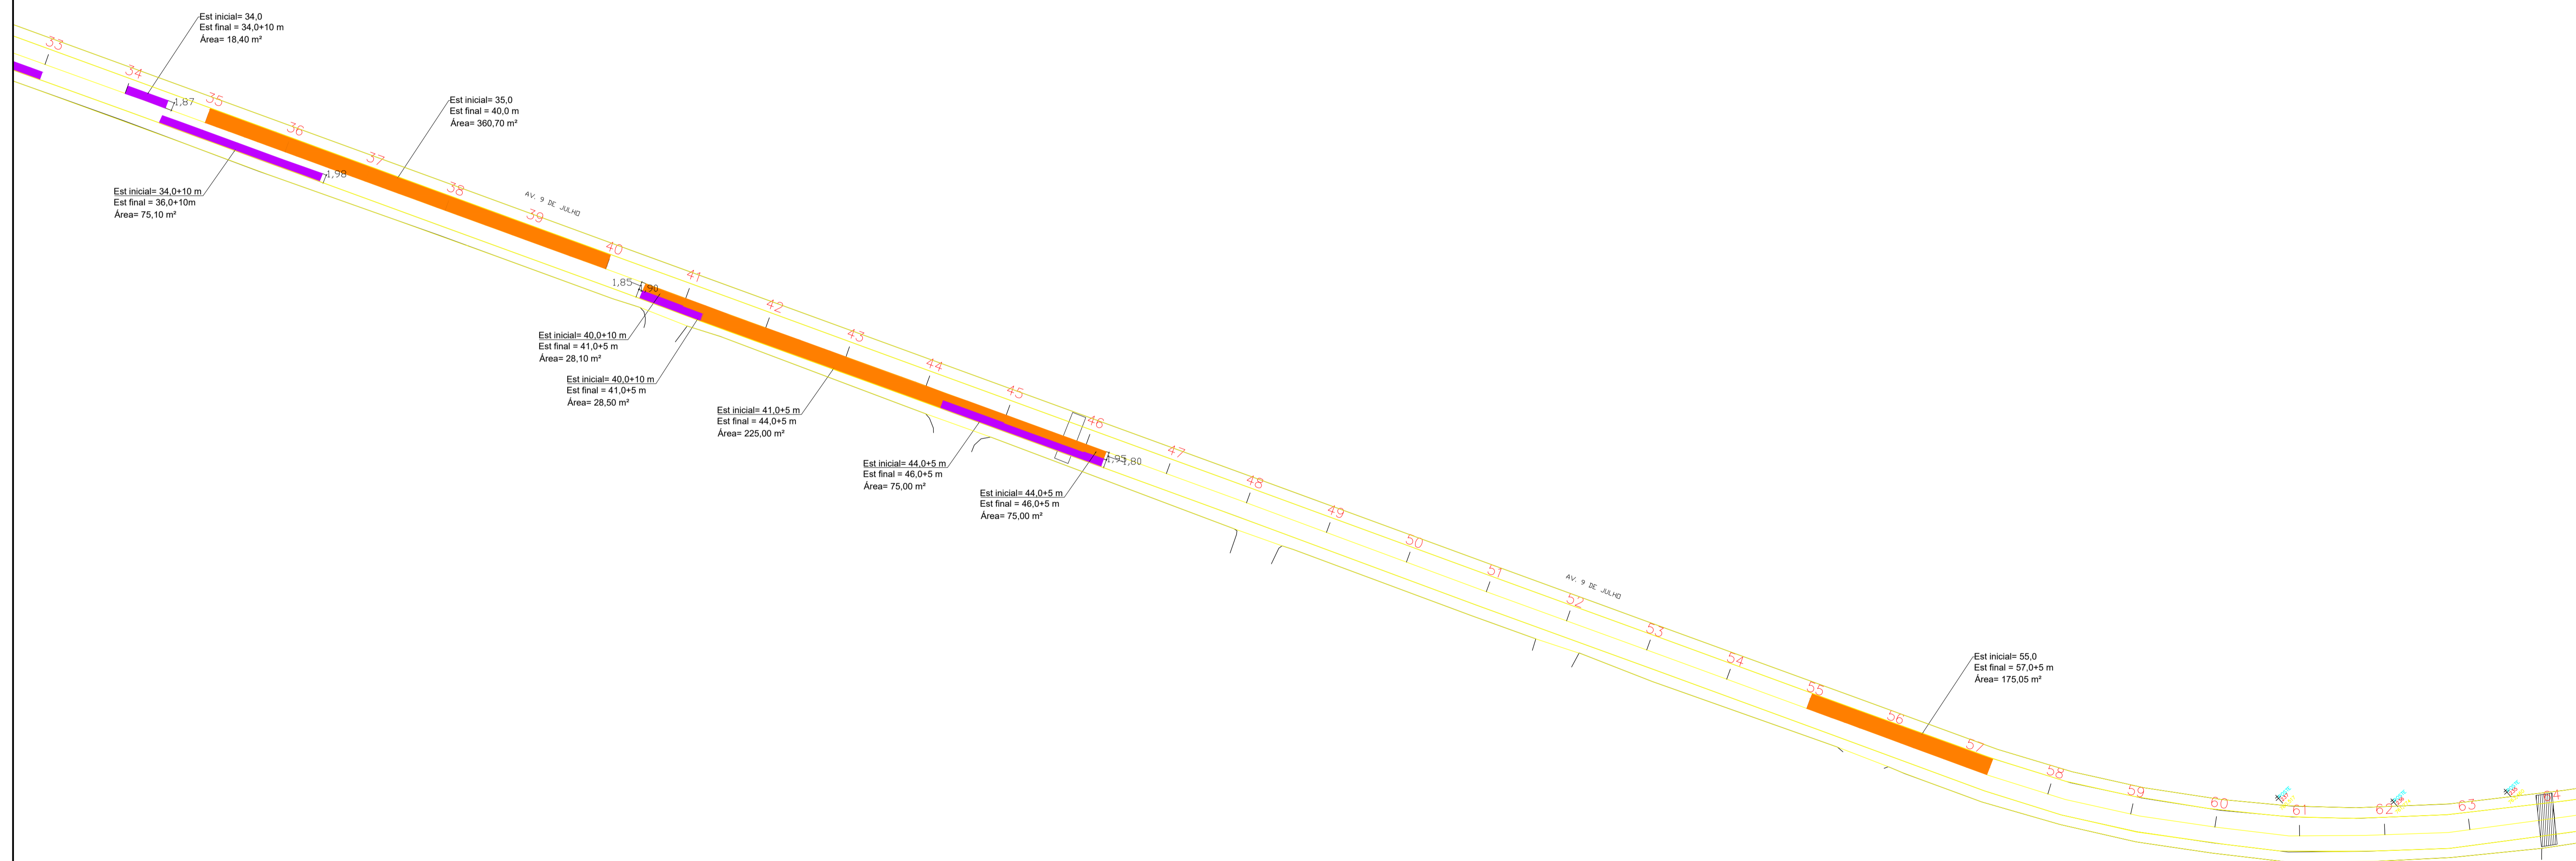 Est inicial= 34,0
Est final = 34,0+10 m
Área= 18,40 m²
33
34
1,87
35
36
37
38
39
40
Est inicial= 35,0
Est final = 40,0 m
Área= 360,70 m²
1,98
Est inicial= 34,0+10 m
Est final = 36,0+10m
Área= 75,10 m²
AV. 9 DE JULHO
1,85
1,90
41
42
43
44
45
46
47
48
49
50
51
52
53
54
55
56
57
58
59
60
61
62
63
64
Est inicial= 40,0+10 m
Est final = 41,0+5 m
Área= 28,10 m²
Est inicial= 40,0+10 m
Est final = 41,0+5 m
Área= 28,50 m²
Est inicial= 41,0+5 m
Est final = 44,0+5 m
Área= 225,00 m²
1,95
1,80
Est inicial= 44,0+5 m
Est final = 46,0+5 m
Área= 75,00 m²
Est inicial= 44,0+5 m
Est final = 46,0+5 m
Área= 75,00 m²
AV. 9 DE JULHO
Est inicial= 55,0
Est final = 57,0+5 m
Área= 175,05 m²